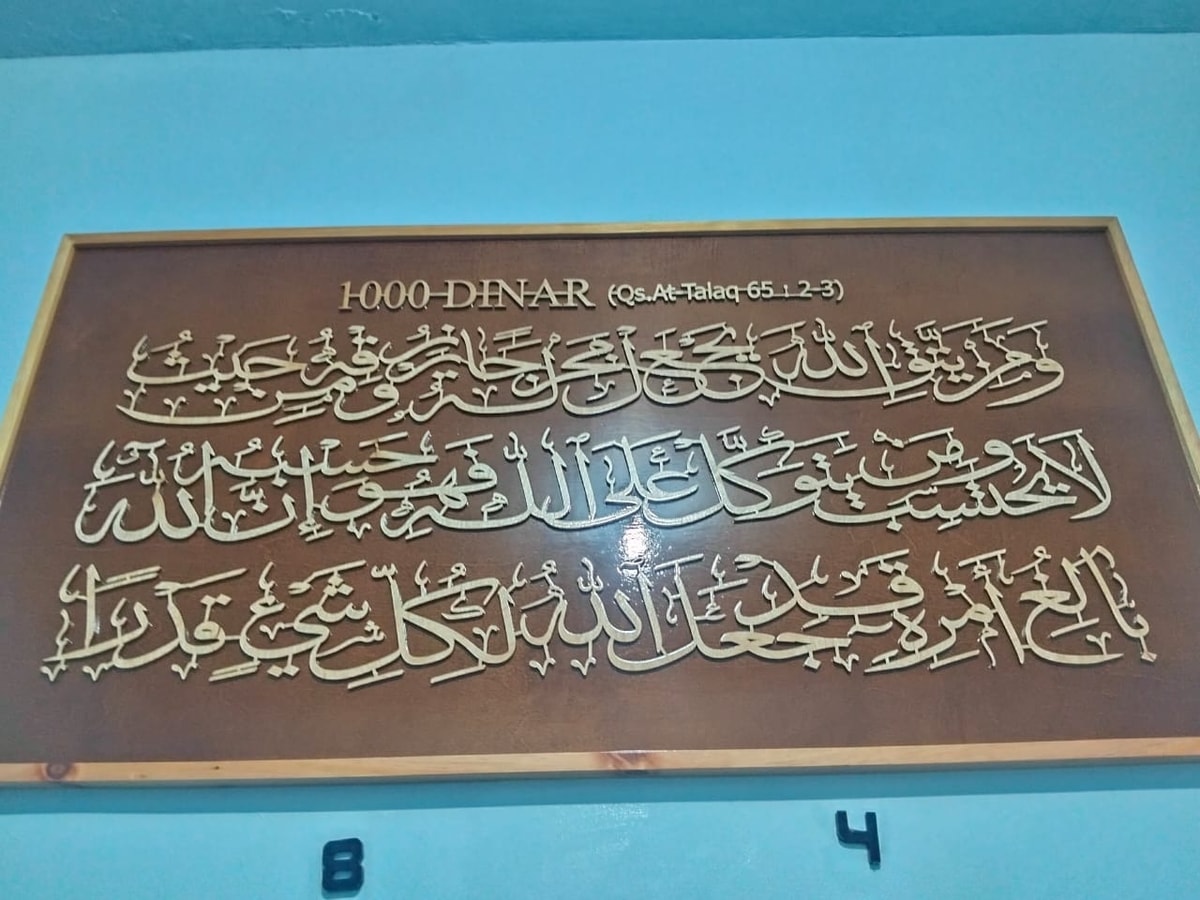 1000 DINAR (Qs.At-Talaq 65 : 2-3)
وَمَنْ يَتَّقِ اللَّهَ يَجْعَلْ لَهُ مَخْرَجًا يَرْزُقْهُ وَمِنْ حَيْثُ
لَا يَحْتَسِبُ وَمَنْ يَتَوَكَّلْ عَلَى اللَّهِ فَهُوَ حَسْبُهُ إِنَّ اللَّهَ
بَالِغُ أَمْرِهِ قَدْ جَعَلَ اللَّهُ لِكُلِّ شَيْءٍ قَدْرًا
8 4